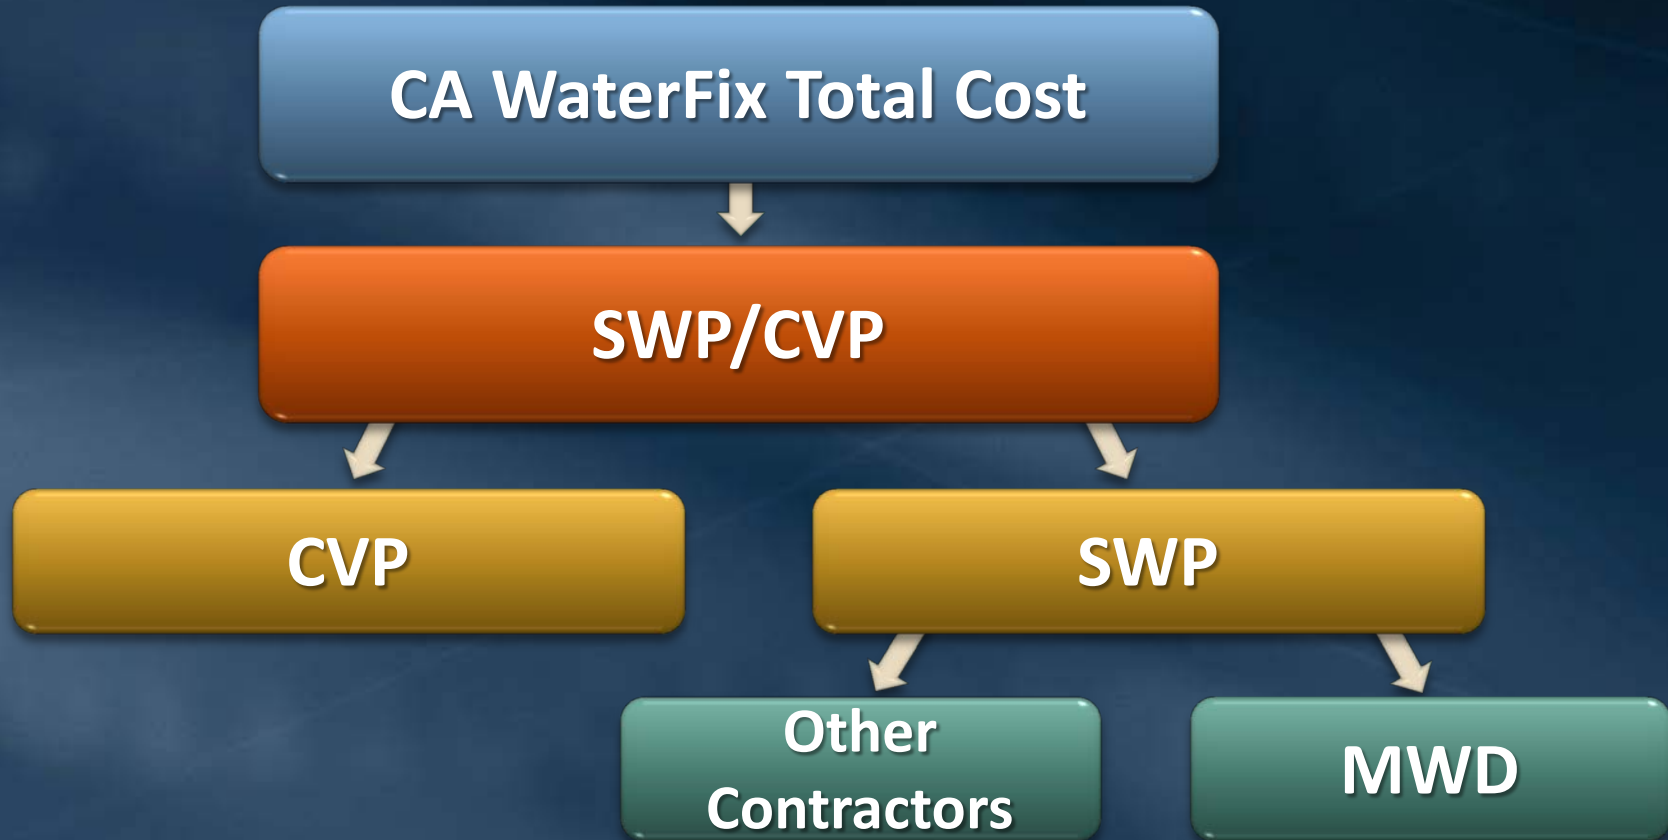 CA WaterFix Total Cost
SWP/CVP
CVP
SWP
Other
Contractors
MWD